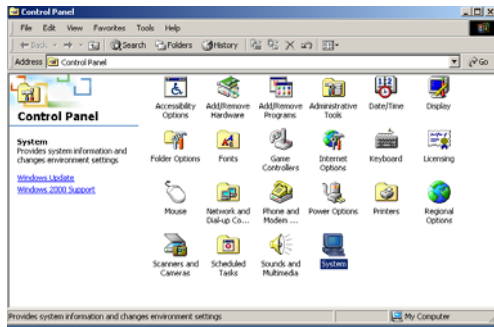 Control Panel
File Edit View Favorites Tools Help
Back Search Folders History
Address Control Panel Go
Control Panel
System
Provides system information and
changes environment settings
Windows Update
Windows 2000 Support
Accessibility
Options
Add/Remove
Hardware
Add/Remove
Programs
Administrative
Tools
Date/Time
Display
Folder Options
Fonts
Game
Controllers
Internet
Options
Keyboard
Licensing
Mouse
Network and
Dial-up Co...
Phone and
Modem ...
Power Options
Printers
Regional
Options
Scanners and
Cameras
Scheduled
Tasks
Sounds and
Multimedia
System
Provides system information and changes environment settings
My Computer